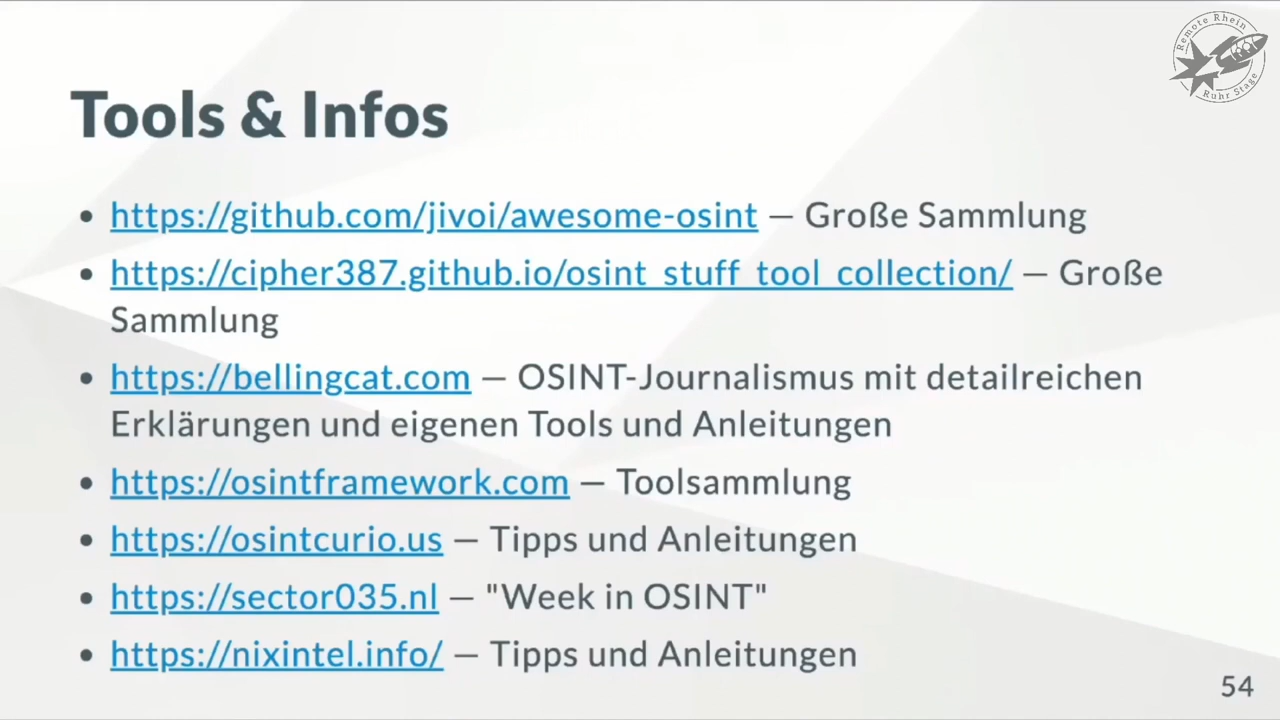 Remote Rhein
Ruhr Stage
Tools & Infos
• https://github.com/jivoi/awesome-osint — Große Sammlung
• https://cipher387.github.io/osint_stuff_tool_collection/ — Große
Sammlung
• https://bellingcat.com — OSINT-Journalismus mit detailreichen
Erklärungen und eigenen Tools und Anleitungen
• https://osintframework.com — Toolsammlung
• https://osintcurio.us — Tipps und Anleitungen
• https://sector035.nl — "Week in OSINT"
• https://nixintel.info/ — Tipps und Anleitungen
54